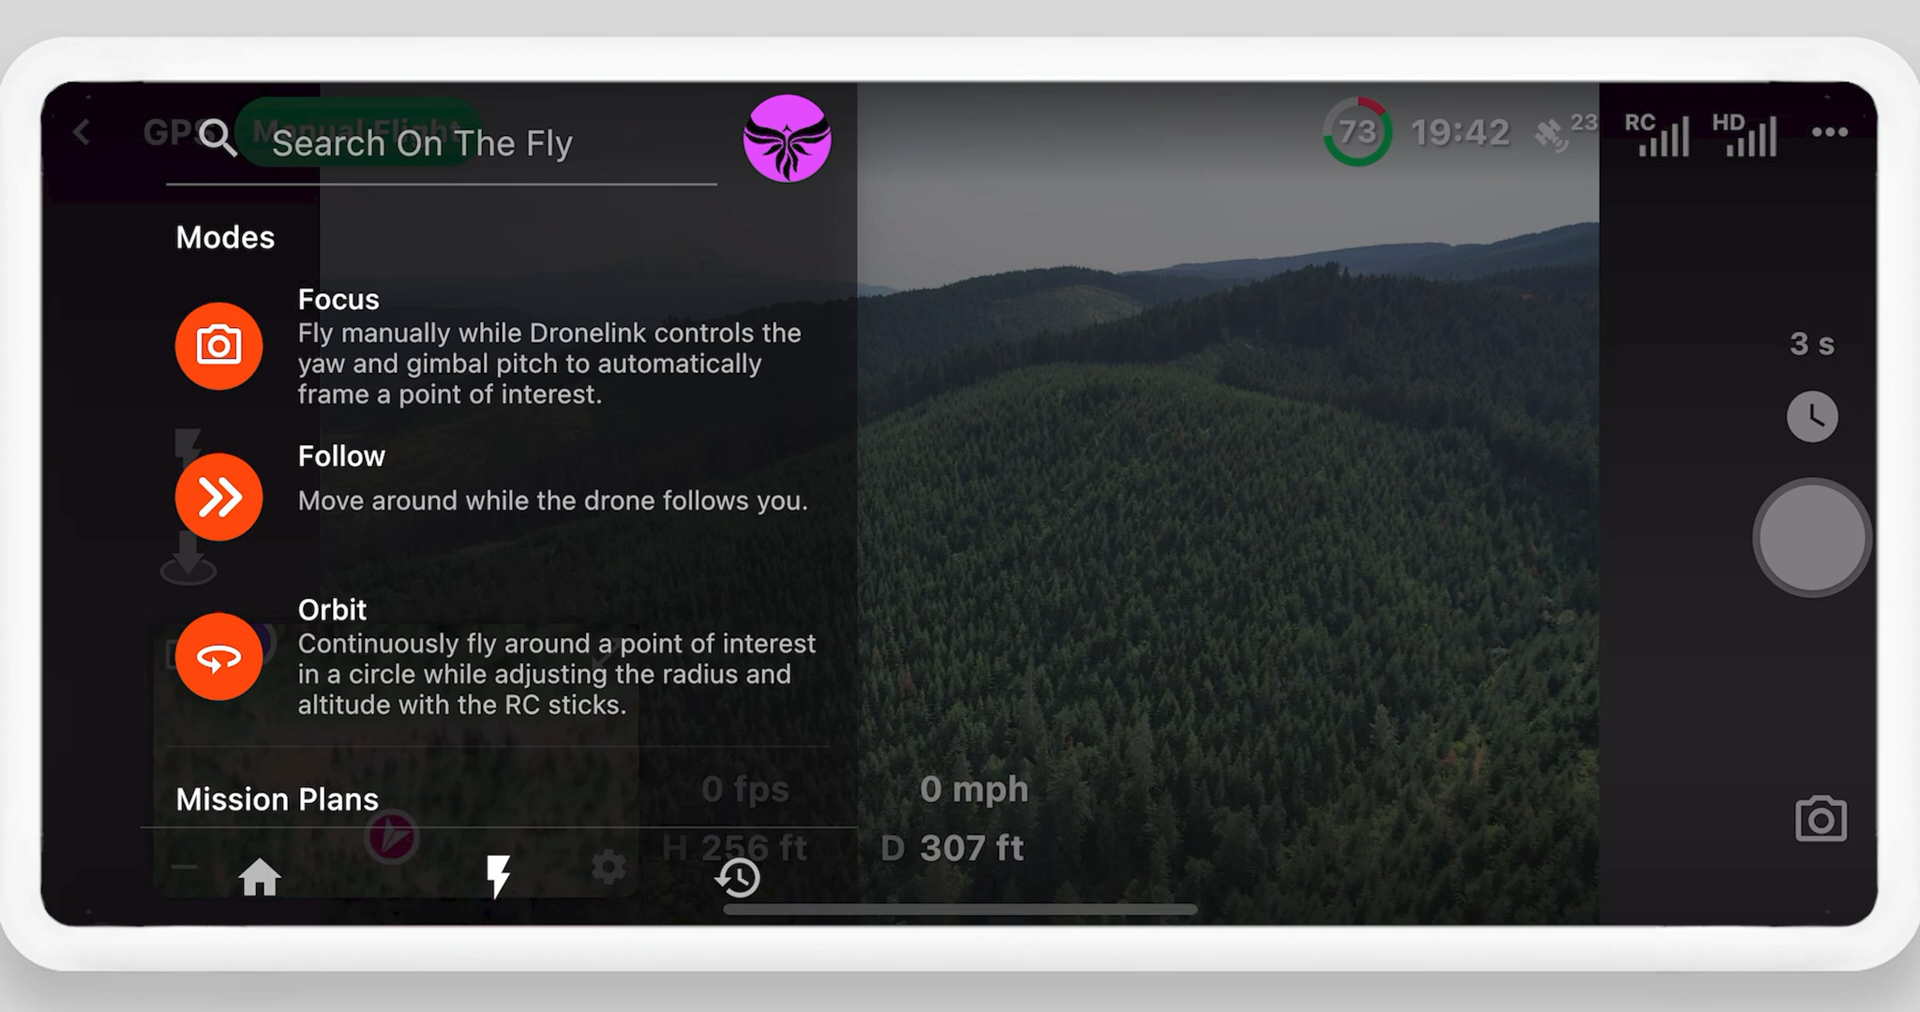 GPS
Manual Flight
Search On The Fly
73
19:42
23
RC
HD
Modes
Focus
Fly manually while Dronelink controls the
yaw and gimbal pitch to automatically
frame a point of interest.
Follow
Move around while the drone follows you.
Orbit
Continuously fly around a point of interest
in a circle while adjusting the radius and
altitude with the RC sticks.
3 s
Mission Plans
0 fps
0 mph
H 256 ft
D 307 ft